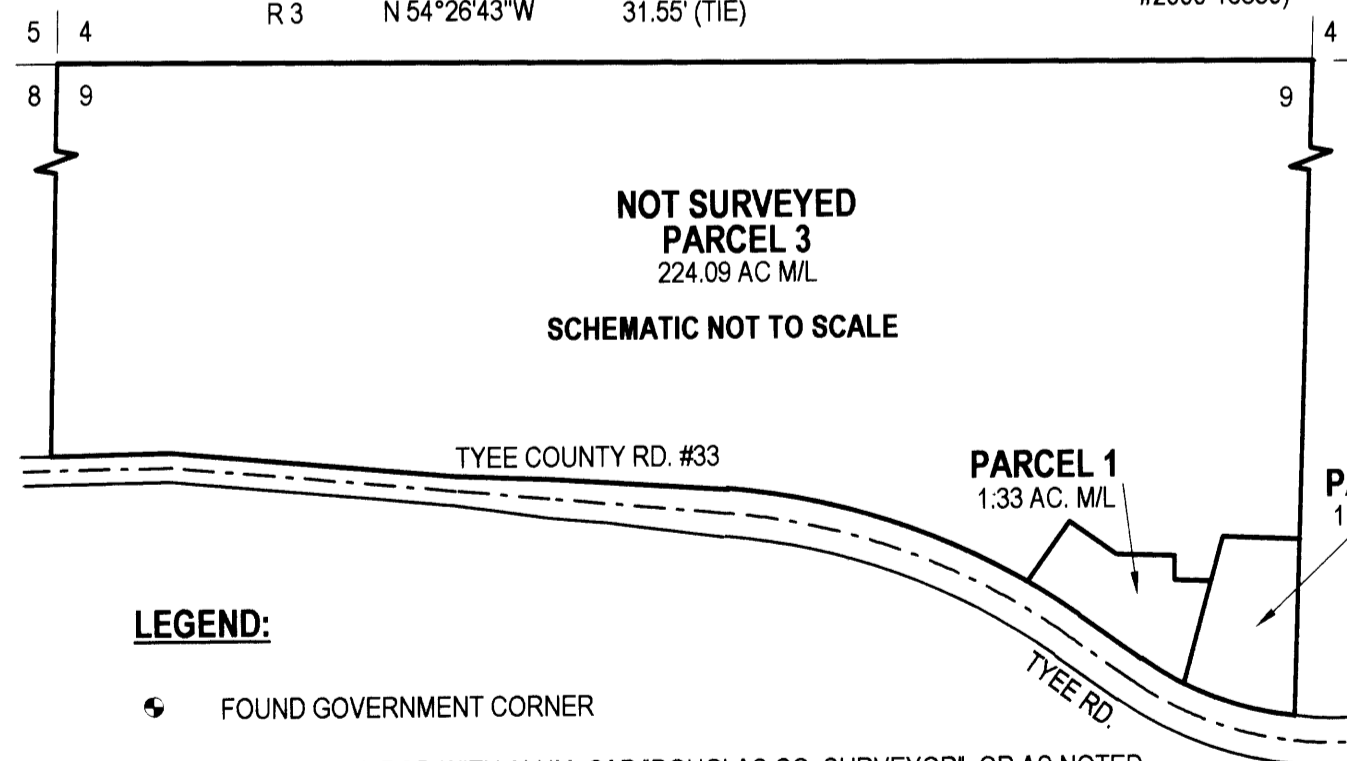 R 3 N 54°26'43"W 31.55' (TIE)
5 4 4
8 9 9
NOT SURVEYED
PARCEL 3
224.09 AC M/L
SCHEMATIC NOT TO SCALE
TYEE COUNTY RD. #33
PARCEL 1
1:33 AC. M/L
1
TYEE RD.
LEGEND:
FOUND GOVERNMENT CORNER